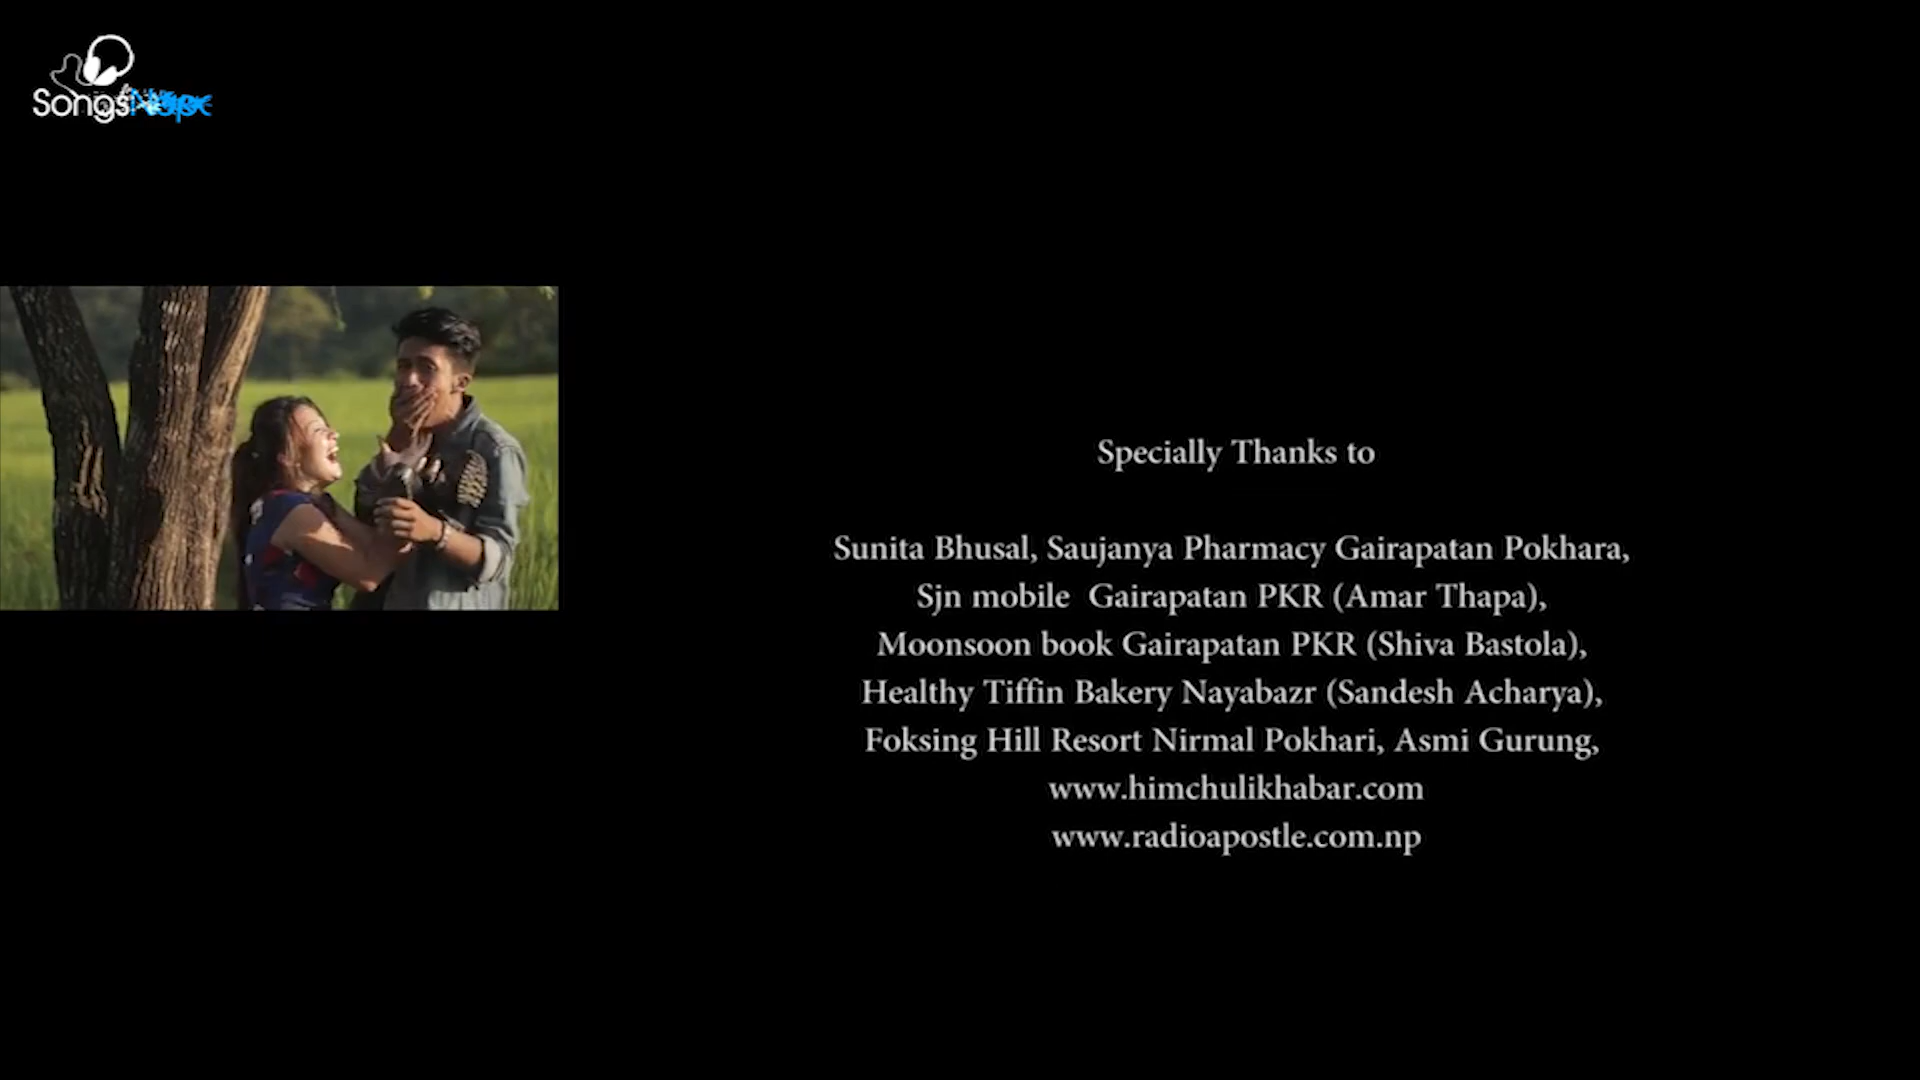 Songs
Specially Thanks to
Sunita Bhusal, Saujanya Pharmacy Gairapatan Pokhara,
Sjn mobile Gairapatan PKR (Amar Thapa),
Moonsoon book Gairapatan PKR (Shiva Bastola),
Healthy Tiffin Bakery Nayabazr (Sandesh Acharya),
Foksing Hill Resort Nirmal Pokhari, Asmi Gurung,
www.himchulikhabar.com
www.radioapostle.com.np